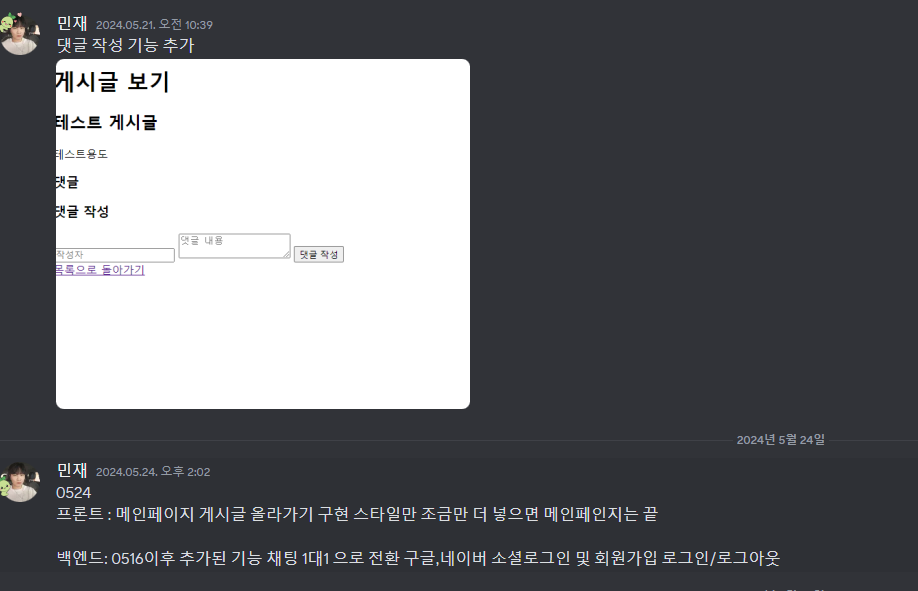 민재 2024.05.21. 오전 10:39
댓글 작성 기능 추가
게시글 보기
테스트 게시글
테스트용도
댓글
댓글 작성
작성자 댓글 내용 댓글 작성
목록으로 돌아가기
2024년 5월 24일
민재 2024.05.24. 오후 2:02
0524
프론트 : 메인페이지 게시글 올라가기 구현 스타일만 조금만 더 넣으면 메인페인지는 끝
백엔드: 0516이후 추가된 기능 채팅 1대1 으로 전환 구글,네이버 소셜로그인 및 회원가입 로그인/로그아웃